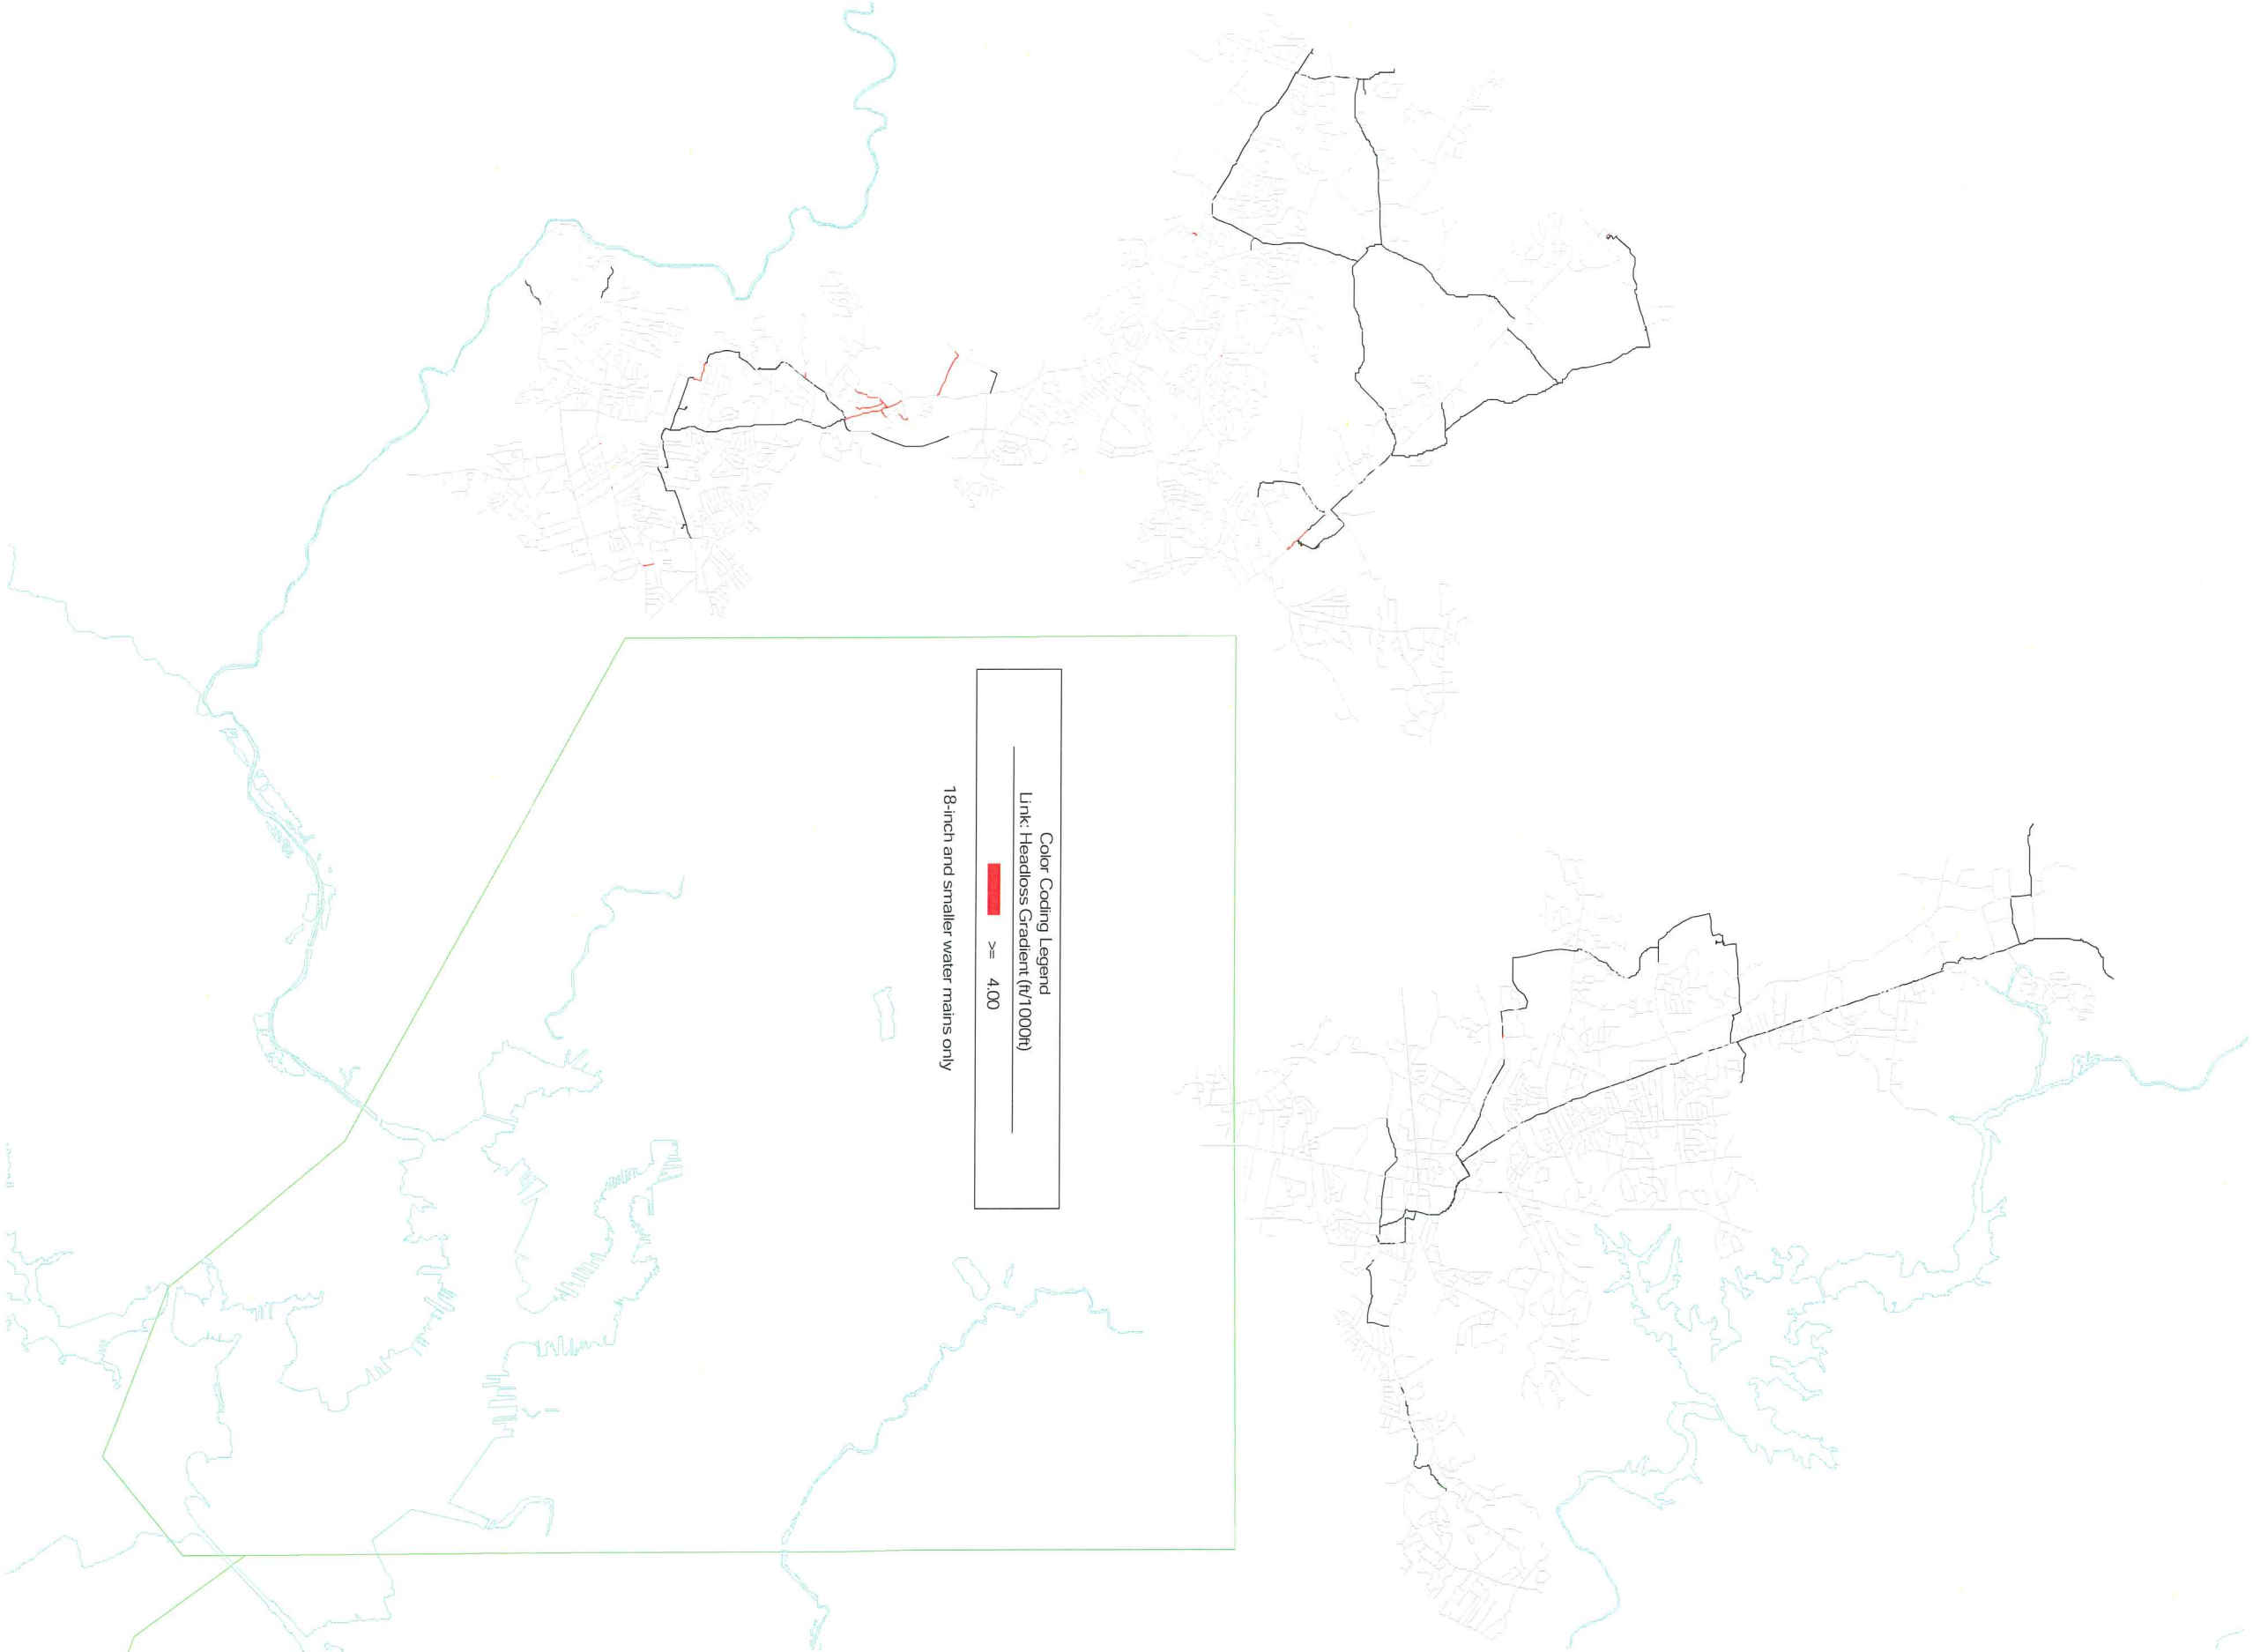 Color Coding Legend
Link: Headloss Gradient (ft/1000ft)
>= 4.00
18-inch and smaller water mains only